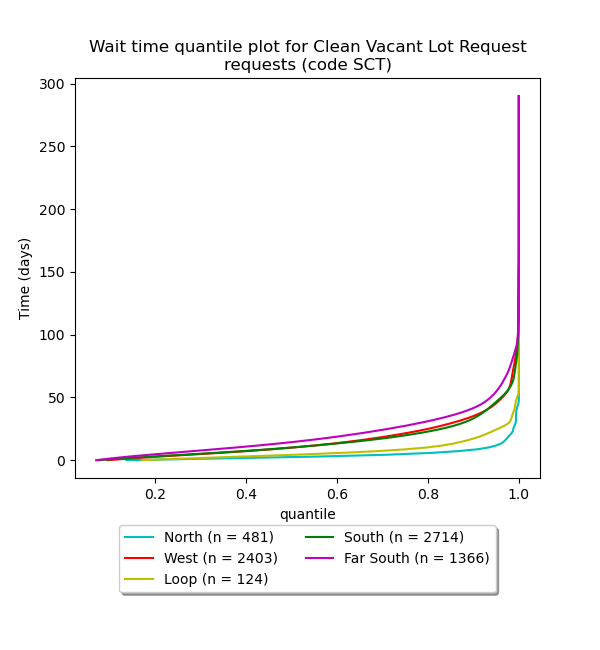 Wait time quantile plot for Clean Vacant Lot Request
requests (code SCT)
300
250
200
150
100
50
0
Time (days)
0.2 0.4 0.6 0.8 1.0
quantile
North (n = 481)
West (n = 2403)
Loop (n = 124)
South (n = 2714)
Far South (n = 1366)